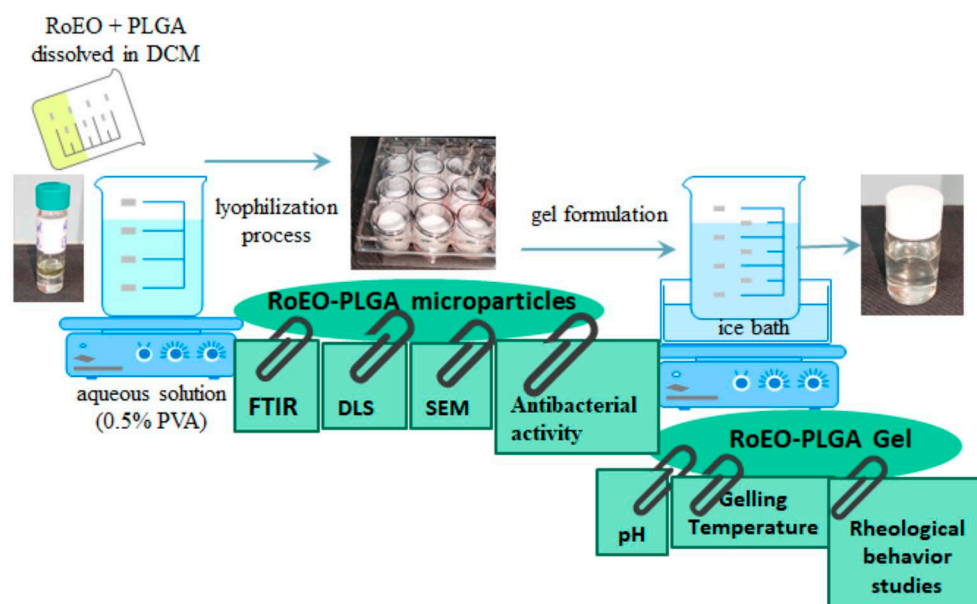 RoEO + PLGA
dissolved in DCM
lyophilization
process
gel formulation
ice bath
aqueous solution
(0.5% PVA)
RoEO-PLGA microparticles
FTIR
DLS
SEM
Antibacterial
activity
RoEO-PLGA Gel
pH
Gelling
Temperature
Rheological
behavior
studies